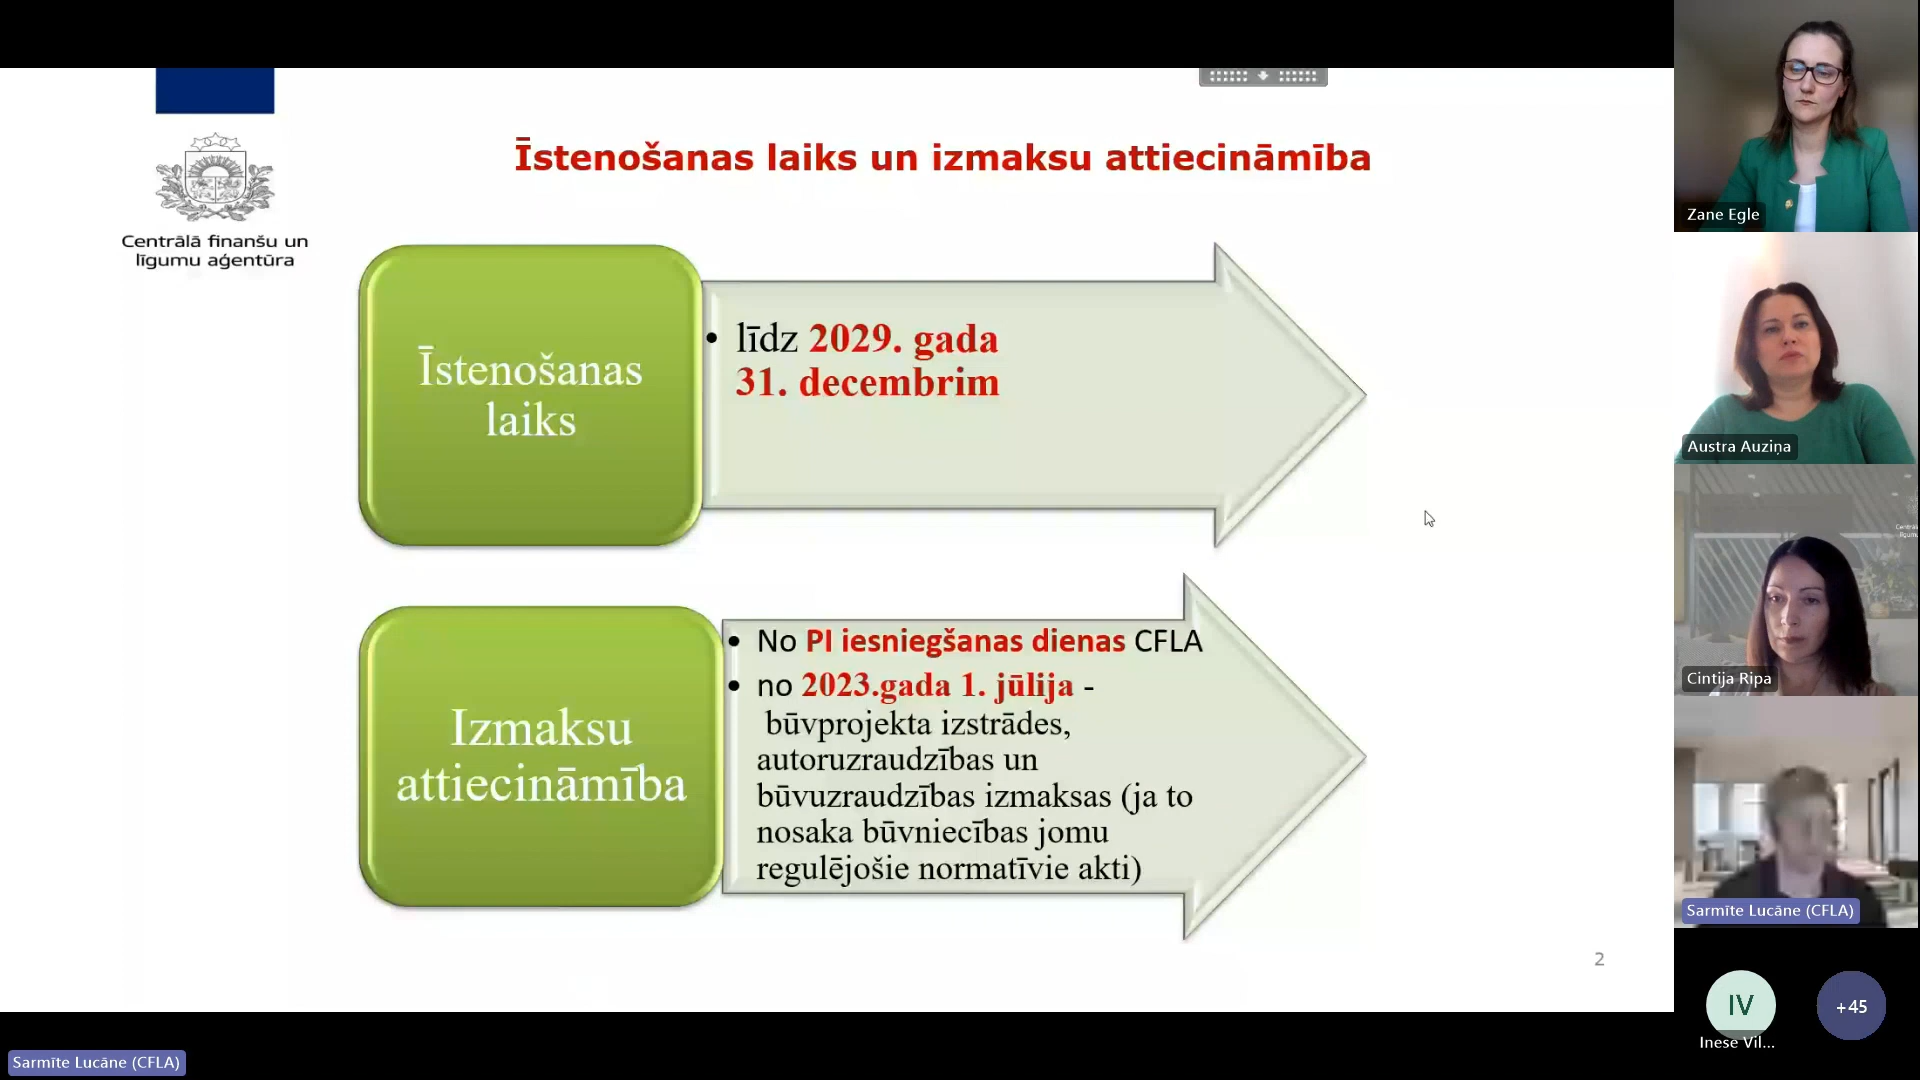 Īstenošanas laiks un izmaksu attiecināmība
Centrālā finanšu un
līgumu aģentūra
Īstenošanas
laiks
• līdz 2029. gada
31. decembrim
Izmaksu
attiecināmība
• No PI iesniegšanas dienas CFLA
• no 2023.gada 1. jūlija -
būvprojekta izstrādes,
autoruzraudzības un
būvuzraudzības izmaksas (ja to
nosaka būvniecības jomu
regulējošie normatīvie akti)
2
Zane Egle
Austra Auziņa
Cintija Ripa
Sarmīte Lucāne (CFLA)
IV
+45
Inese Vil...
Sarmīte Lucāne (CFLA)